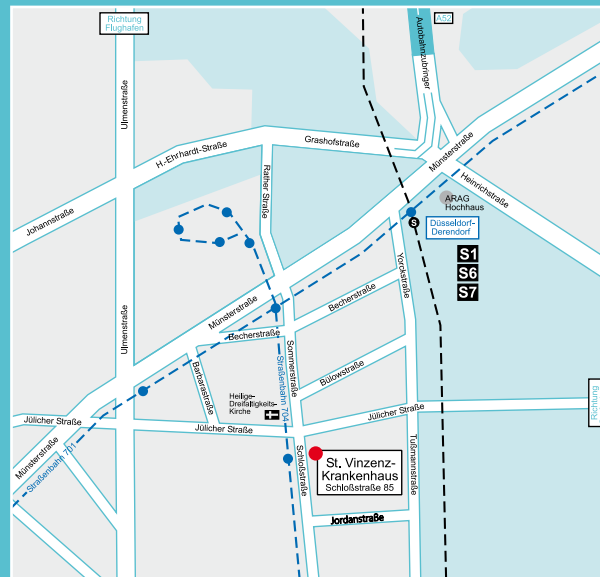 Richtung
Flughafen
A52
Autobahnzubringer
Ulmenstraße
Grashofstraße
H.-Ehrhardt-Straße
Münsterstraße
Heinrichstraße
Rather Straße
Johannstraße
ARAG
Hochhaus
Düsseldorf-
Derendorf
S
S1
S6
S7
Yorckstraße
Münsterstraße
Becherstraße
Ulmenstraße
Becherstraße
Sommerstraße
Straßenbahn 704
Barbarastraße
Bülowstraße
Heilige-
Dreifaltigkeits-
Kirche
Jülicher Straße
Jülicher Straße
Jülicher Straße
Richtung
Münsterstraße
Straßenbahn 701
Schloßstraße
Tußmannstraße
St. Vinzenz-
Krankenhaus
Schloßstraße 85
Jordanstraße